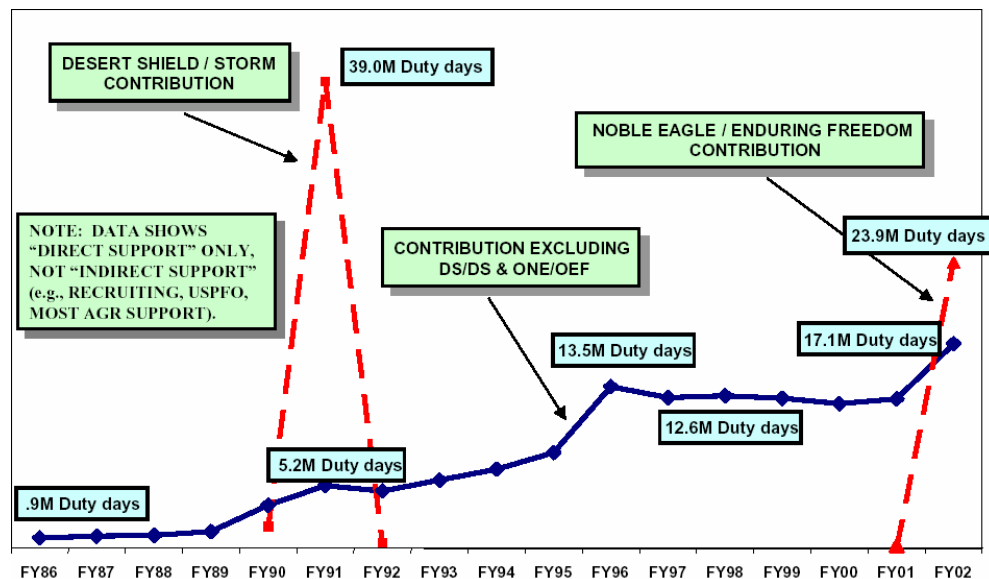 DESERT SHIELD / STORM
CONTRIBUTION
39.0M Duty days
NOBLE EAGLE / ENDURING FREEDOM
CONTRIBUTION
NOTE:  DATA SHOWS
“DIRECT SUPPORT” ONLY,
NOT “INDIRECT SUPPORT”
(e.g., RECRUITING, USPFO,
MOST AGR SUPPORT).
CONTRIBUTION EXCLUDING
DS/DS & ONE/OEF
23.9M Duty days
17.1M Duty days
13.5M Duty days
12.6M Duty days
5.2M Duty days
.9M Duty days
FY86 FY87 FY88 FY89 FY90 FY91 FY92 FY93 FY94 FY95 FY96 FY97 FY98 FY99 FY00 FY01 FY02